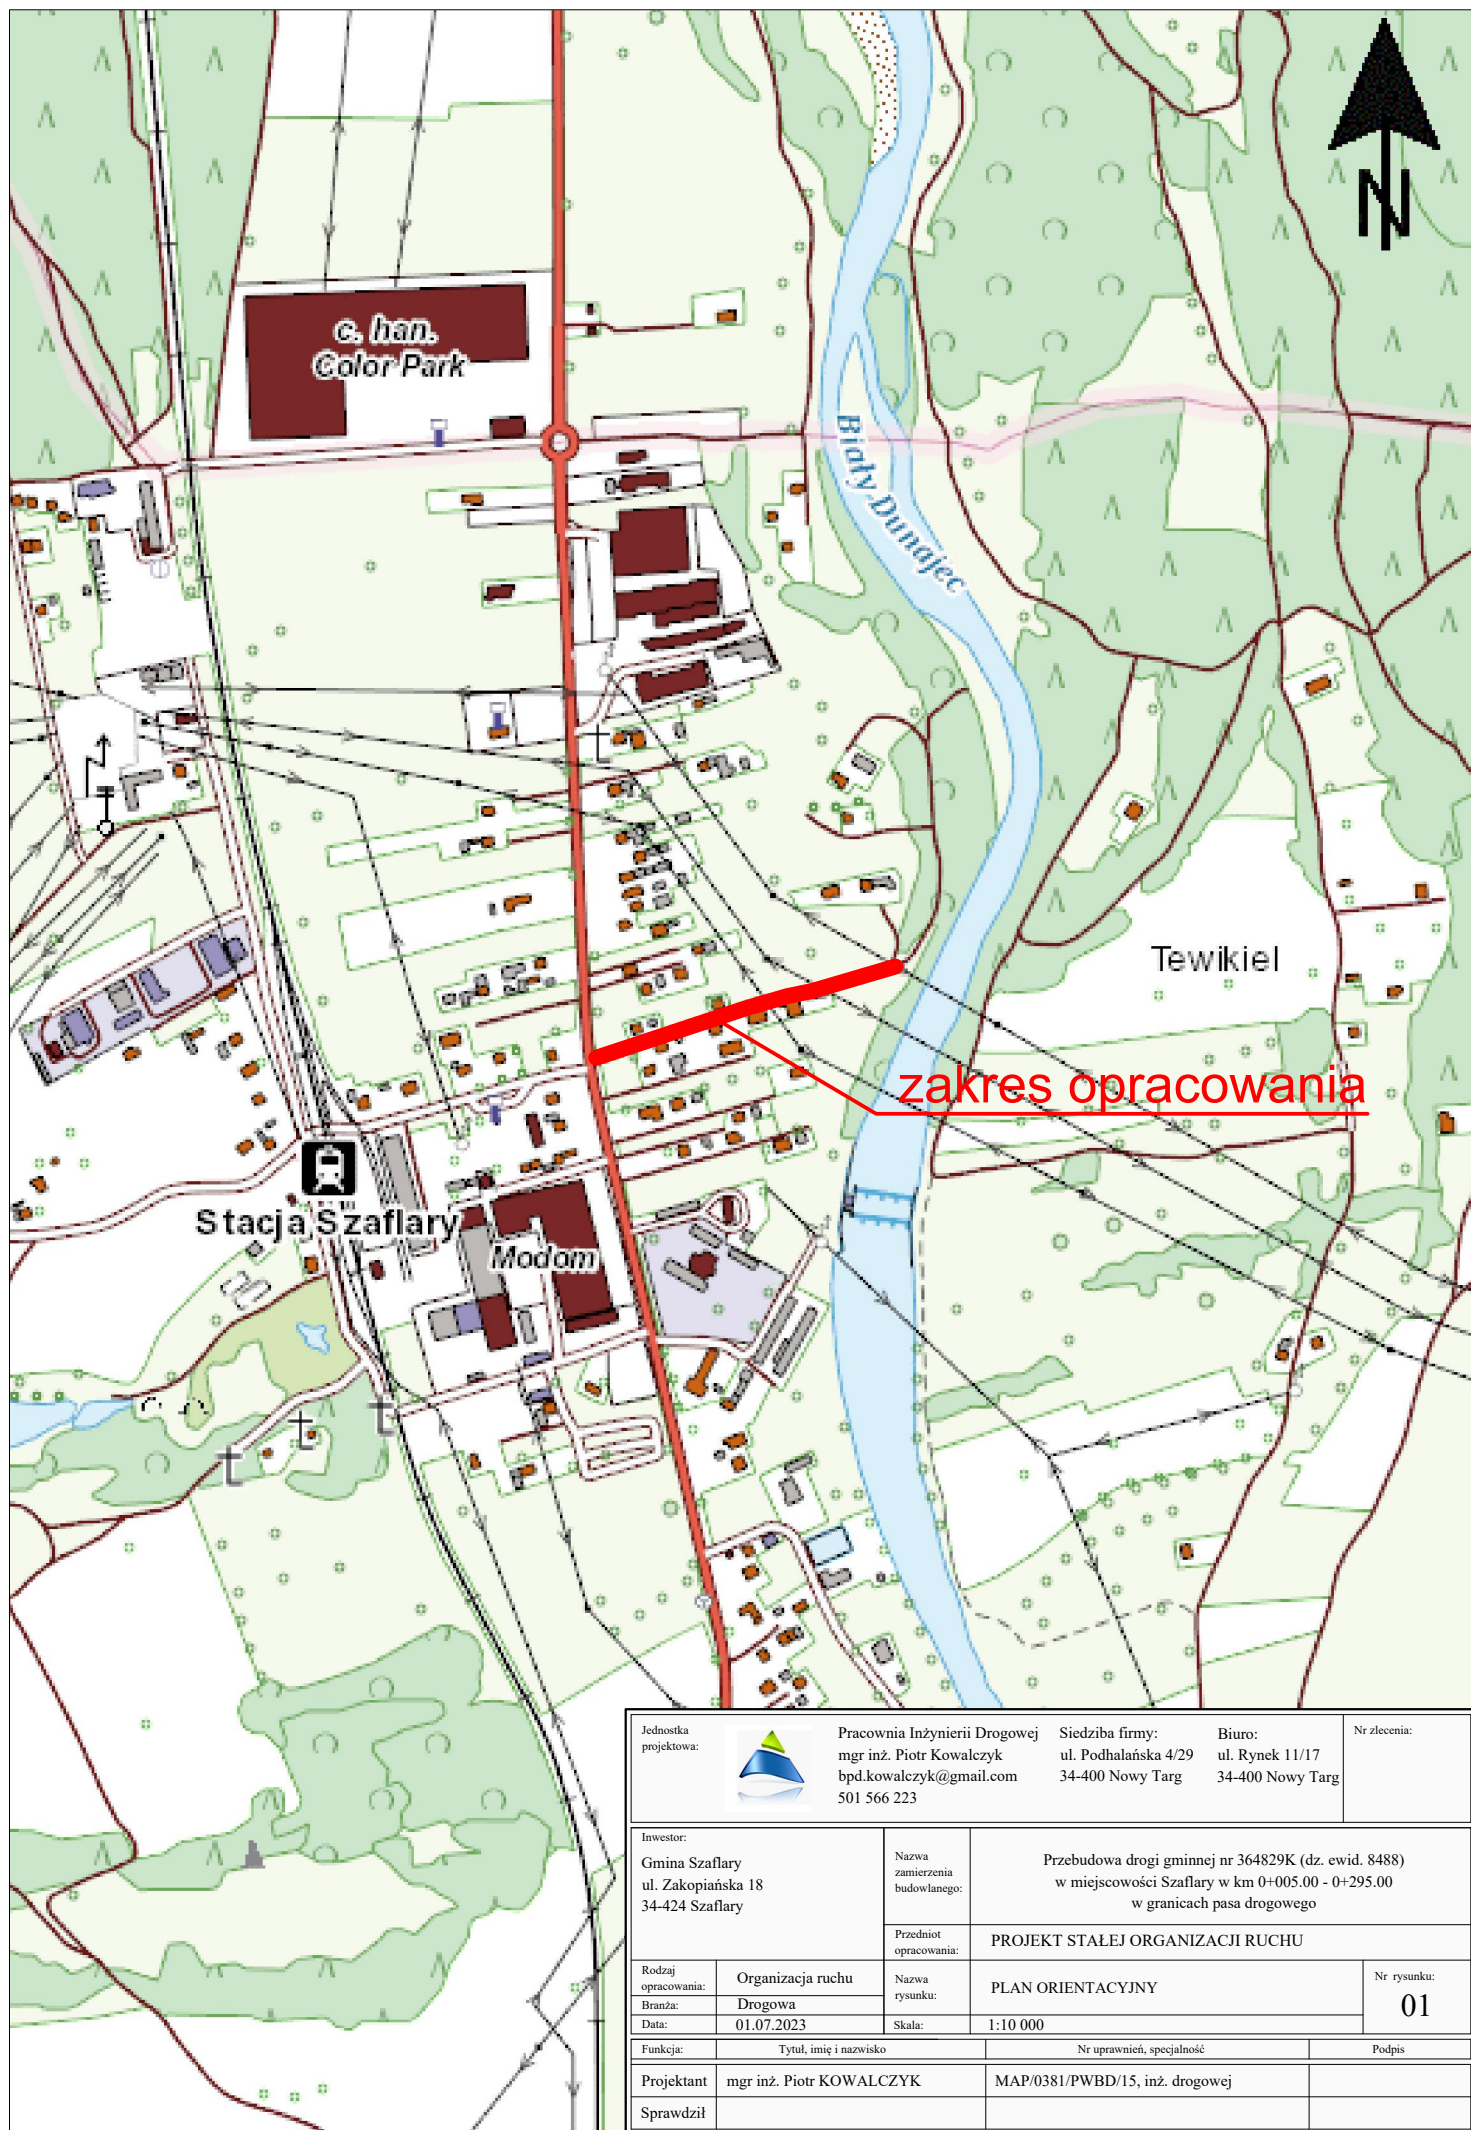 N
c. han.
Color Park
Biały Dunajec
Tewikiel
zakres opracowania
Stacja Szaflary
Modom
Jednostka
projektowa:
Pracownia Inżynierii Drogowej
mgr inż. Piotr Kowalczyk
bpd.kowalczyk@gmail.com
501 566 223
Siedziba firmy:
ul. Podhalańska 4/29
34-400 Nowy Targ
Biuro:
ul. Rynek 11/17
34-400 Nowy Targ
Nr zlecenia:
Inwestor:
Gmina Szaflary
ul. Zakopiańska 18
34-424 Szaflary
Nazwa
zamierzenia
budowlanego:
Przebudowa drogi gminnej nr 364829K (dz. ewid. 8488)
w miejscowości Szaflary w km 0+005.00 - 0+295.00
w granicach pasa drogowego
Przedniot
opracowania:
PROJEKT STAŁEJ ORGANIZACJI RUCHU
Rodzaj
opracowania:
Organizacja ruchu
Nazwa
rysunku:
PLAN ORIENTACYJNY
Nr rysunku:
01
Branża:
Drogowa
Data:
01.07.2023
Skala:
1:10 000
Funkcja:
Tytuł, imię i nazwisko
Nr uprawnień, specjalność
Podpis
Projektant
mgr inż. Piotr KOWALCZYK
MAP/0381/PWBD/15, inż. drogowej
Sprawdził